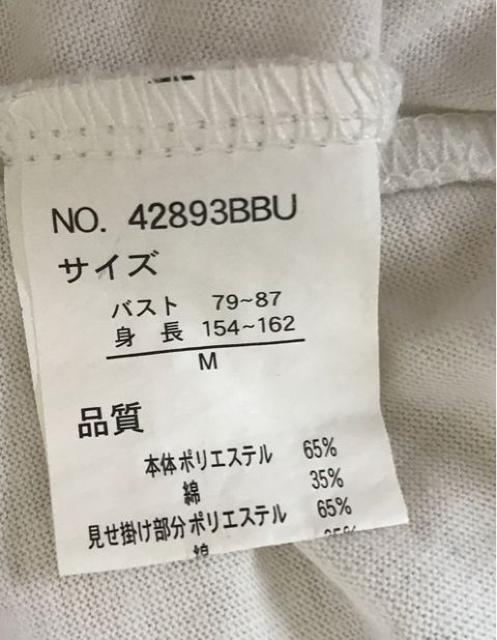 NO. 42893BBU
サイズ
バスト 79~87
身 長 154~162
M
品質
本体ポリエステル 65%
綿 35%
見せ掛け部分ポリエステル 65%
綿